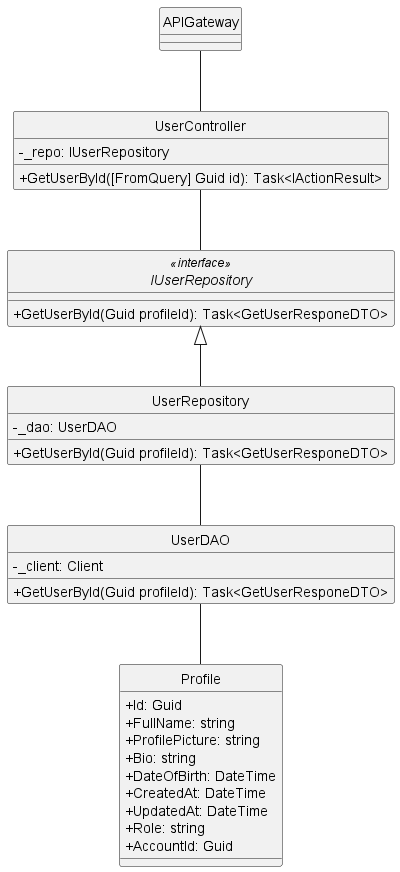 APIGateway
UserController
-_repo: IUserRepository
+GetUserById([FromQuery] Guid id): Task<IActionResult>
«interface»
IUserRepository
+GetUserById(Guid profileId): Task<GetUserResponeDTO>
UserRepository
-_dao: UserDAO
+GetUserById(Guid profileId): Task<GetUserResponeDTO>
UserDAO
-_client: Client
+GetUserById(Guid profileId): Task<GetUserResponeDTO>
Profile
+Id: Guid
+FullName: string
+ProfilePicture: string
+Bio: string
+DateOfBirth: DateTime
+CreatedAt: DateTime
+UpdatedAt: DateTime
+Role: string
+AccountId: Guid